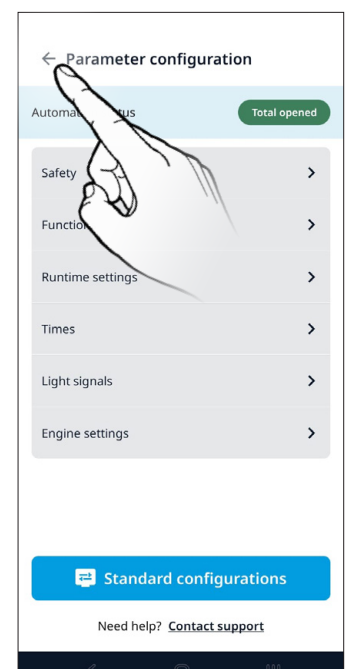 Parameter configuration
Total opened
Safety
Runtime settings
Times
Light signals
Engine settings
Standard configurations
Need help? Contact support